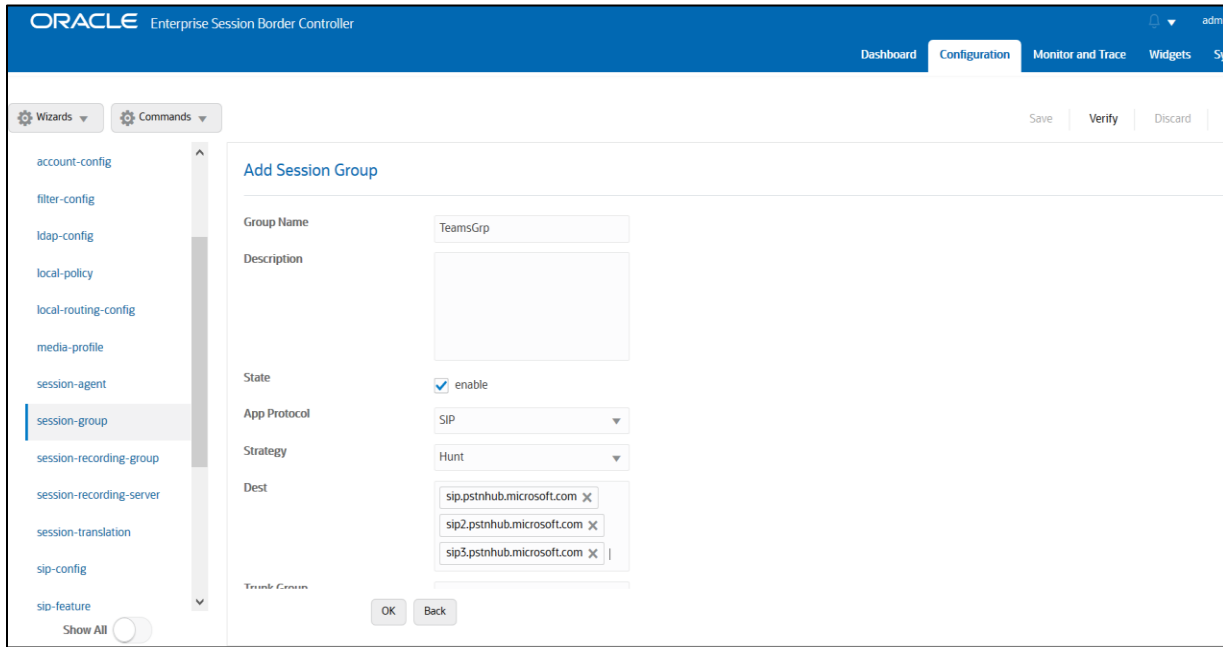 ORACLE Enterprise Session Border Controller
adm
Dashboard Configuration Monitor and Trace Widgets Sy
Wizards Commands Save Verify Discard
account-config
filter-config
ldap-config
local-policy
local-routing-config
media-profile
session-agent
session-group
session-recording-group
session-recording-server
session-translation
sip-config
sip-feature
Show All
Add Session Group
Group Name TeamsGrp
Description
State enable
App Protocol SIP
Strategy Hunt
Dest sip.pstnhub.microsoft.com
sip2.pstnhub.microsoft.com
sip3.pstnhub.microsoft.com
Trunk Group
OK Back